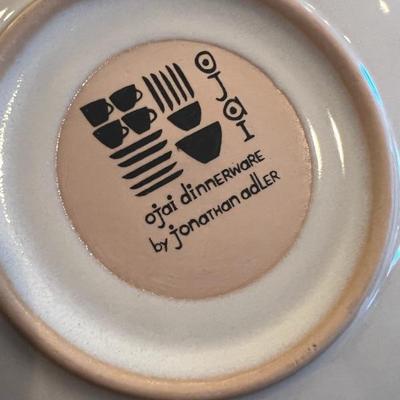 ojai
ojai dinnerware
by jonathan adler